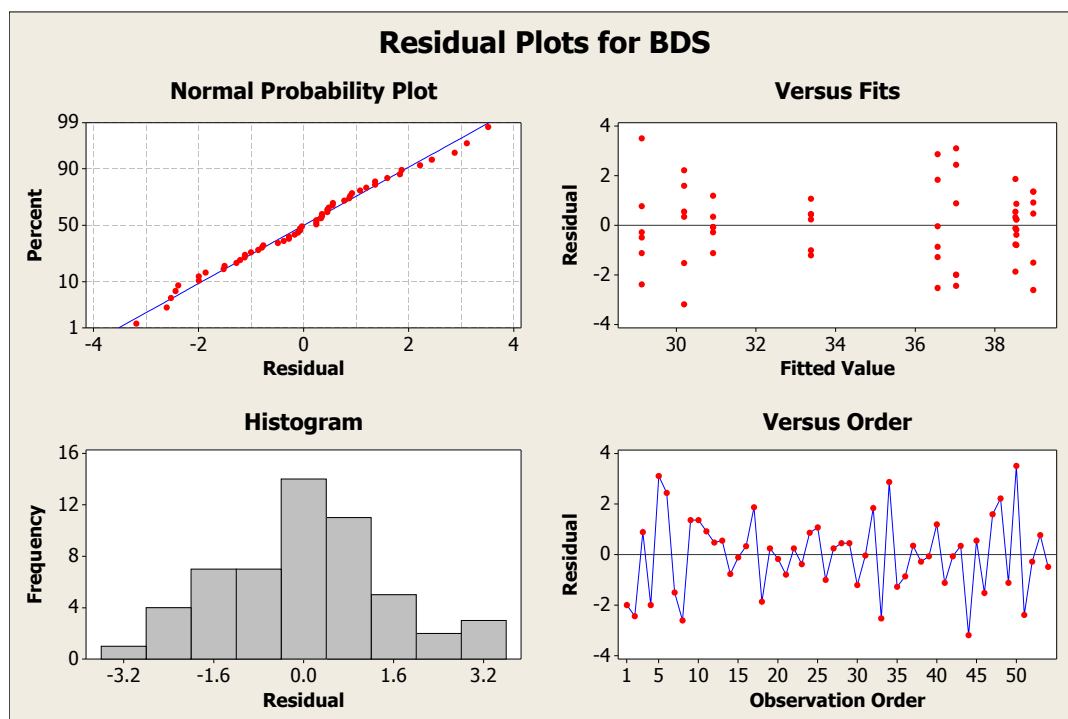 Residual Plots for BDS
Normal Probability Plot
99
90
50
10
1
Percent
-4 -2 0 2 4
Residual
Versus Fits
4
2
0
-2
-4
Residual
30 32 34 36 38
Fitted Value
Histogram
16
12
8
4
0
Frequency
-3.2 -1.6 0.0 1.6 3.2
Residual
Versus Order
4
2
0
-2
-4
Residual
1 5 10 15 20 25 30 35 40 45 50
Observation Order